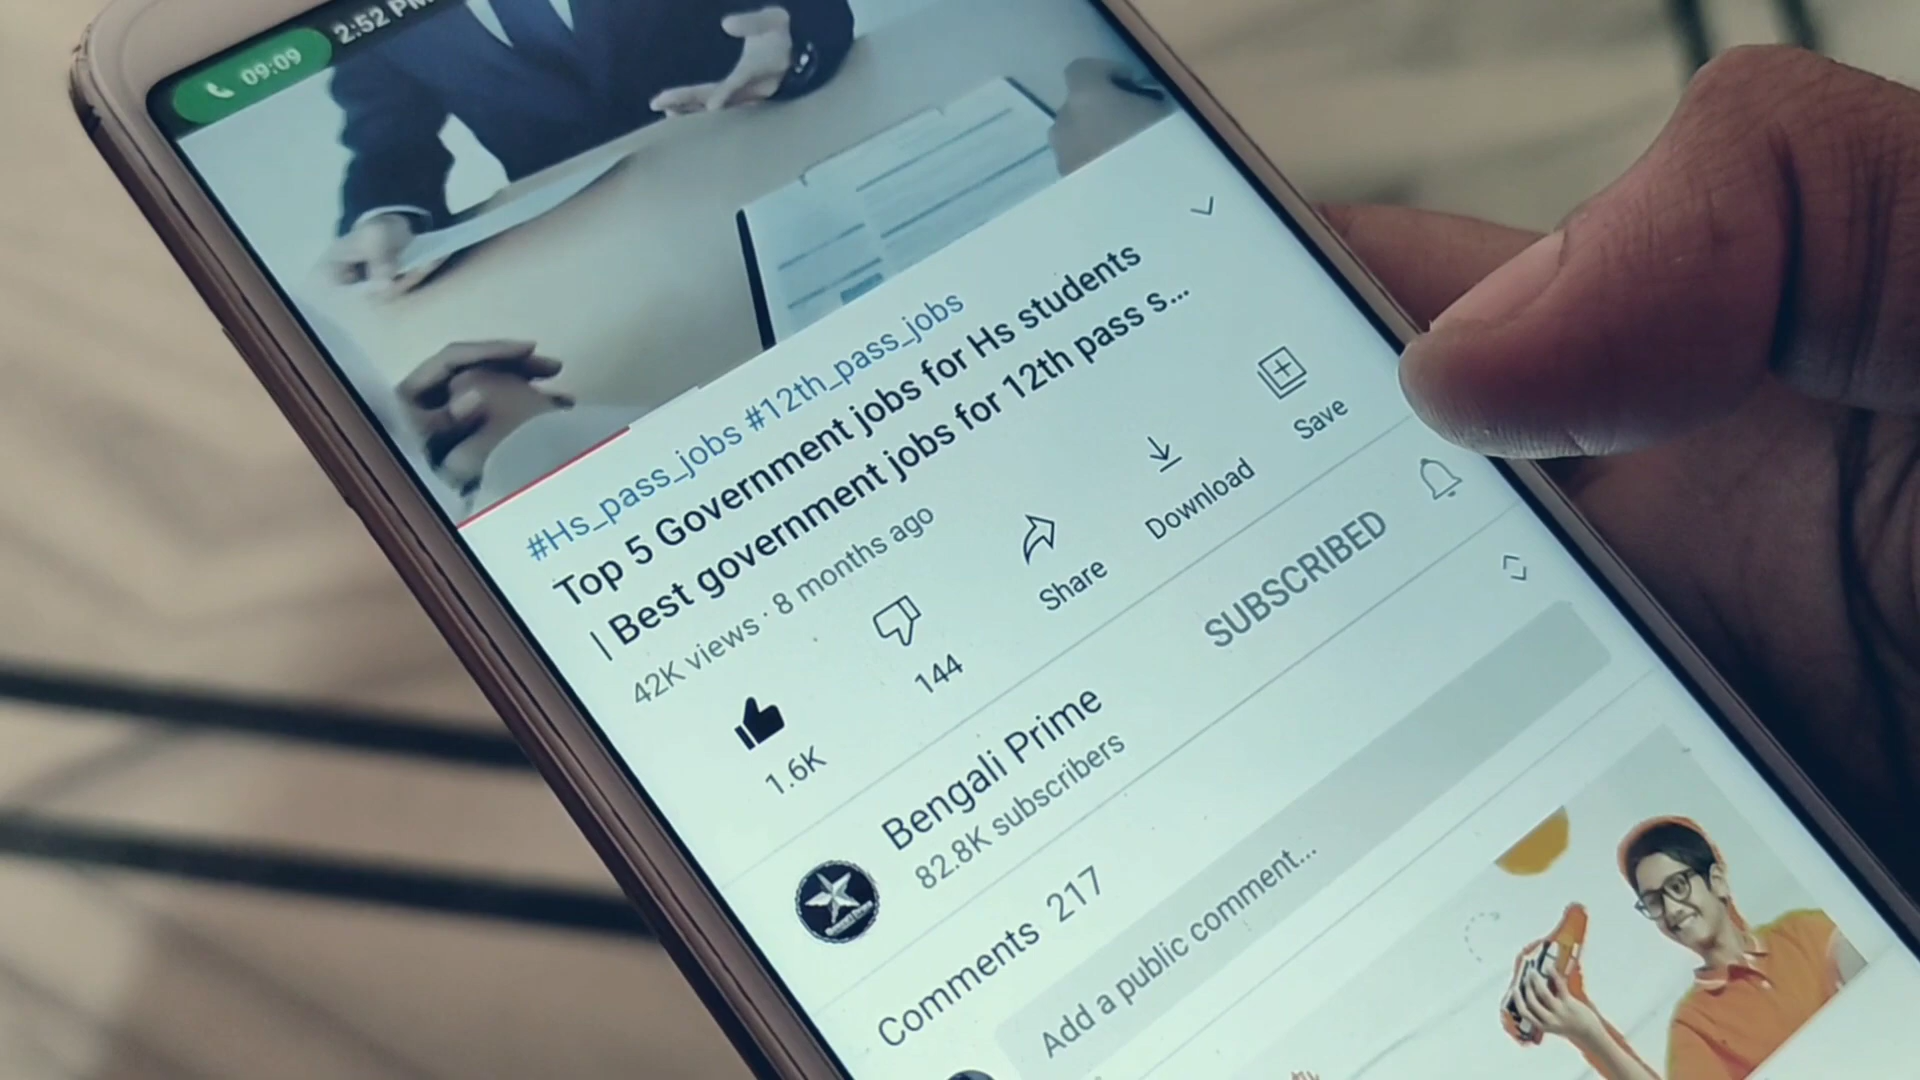 09:09 2:52 PM
#Hs_pass_jobs #12th_pass_jobs
Top 5 Government jobs for Hs students
| Best government jobs for 12th pass s...
42K views · 8 months ago
1.6K
144
Share
Download
Save
Bengali Prime
82.8K subscribers
SUBSCRIBED
Comments 217
Add a public comment...